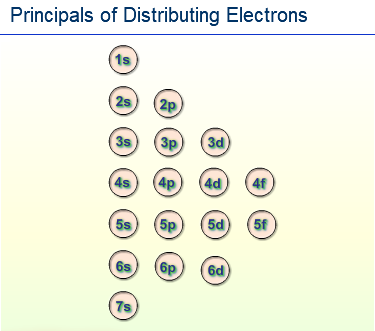 Principals of Distributing Electrons
1s
2s 2p
3s 3p 3d
4s 4p 4d 4f
5s 5p 5d 5f
6s 6p 6d
7s